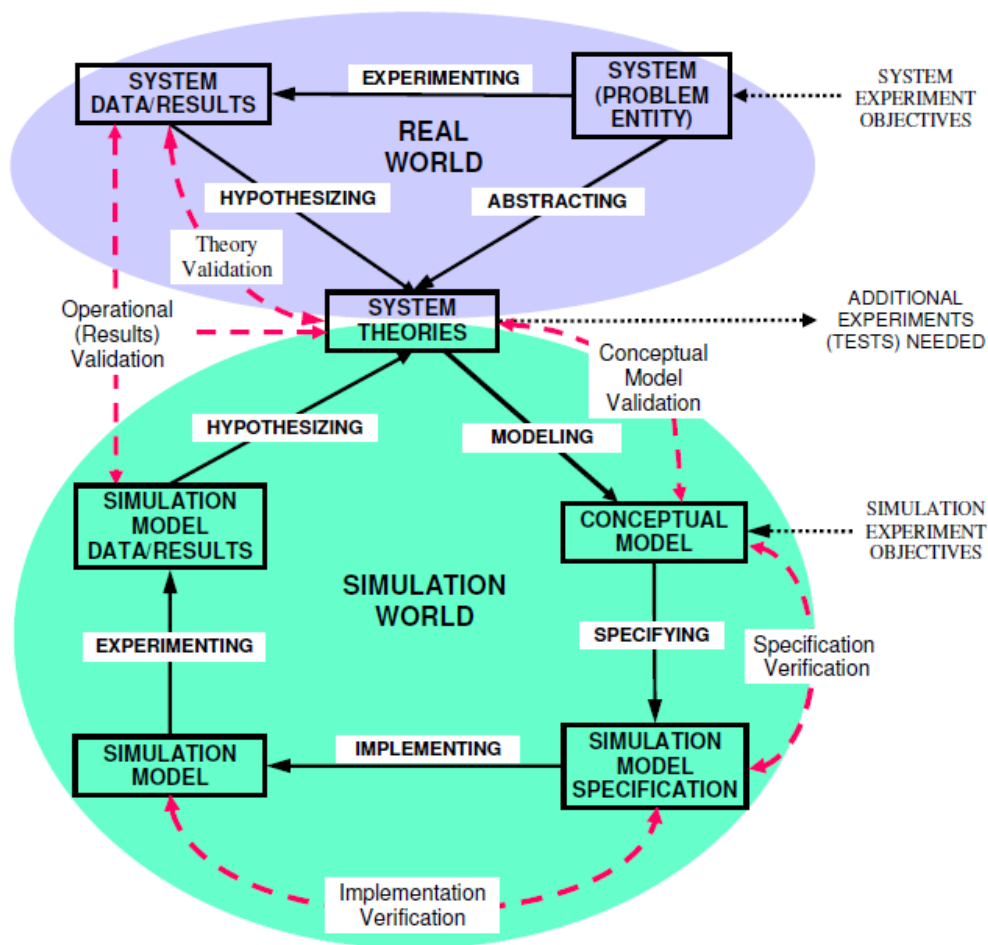 SYSTEM
DATA/RESULTS
EXPERIMENTING
SYSTEM
(PROBLEM
ENTITY)
SYSTEM
EXPERIMENT
OBJECTIVES
REAL
WORLD
HYPOTHESIZING
ABSTRACTING
Theory
Validation
Operational
(Results)
Validation
SYSTEM
THEORIES
ADDITIONAL
EXPERIMENTS
(TESTS) NEEDED
Conceptual
Model
Validation
HYPOTHESIZING
MODELING
SIMULATION
MODEL
DATA/RESULTS
CONCEPTUAL
MODEL
SIMULATION
EXPERIMENT
OBJECTIVES
SIMULATION
WORLD
EXPERIMENTING
SPECIFYING
Specification
Verification
SIMULATION
MODEL
IMPLEMENTING
SIMULATION
MODEL
SPECIFICATION
Implementation
Verification